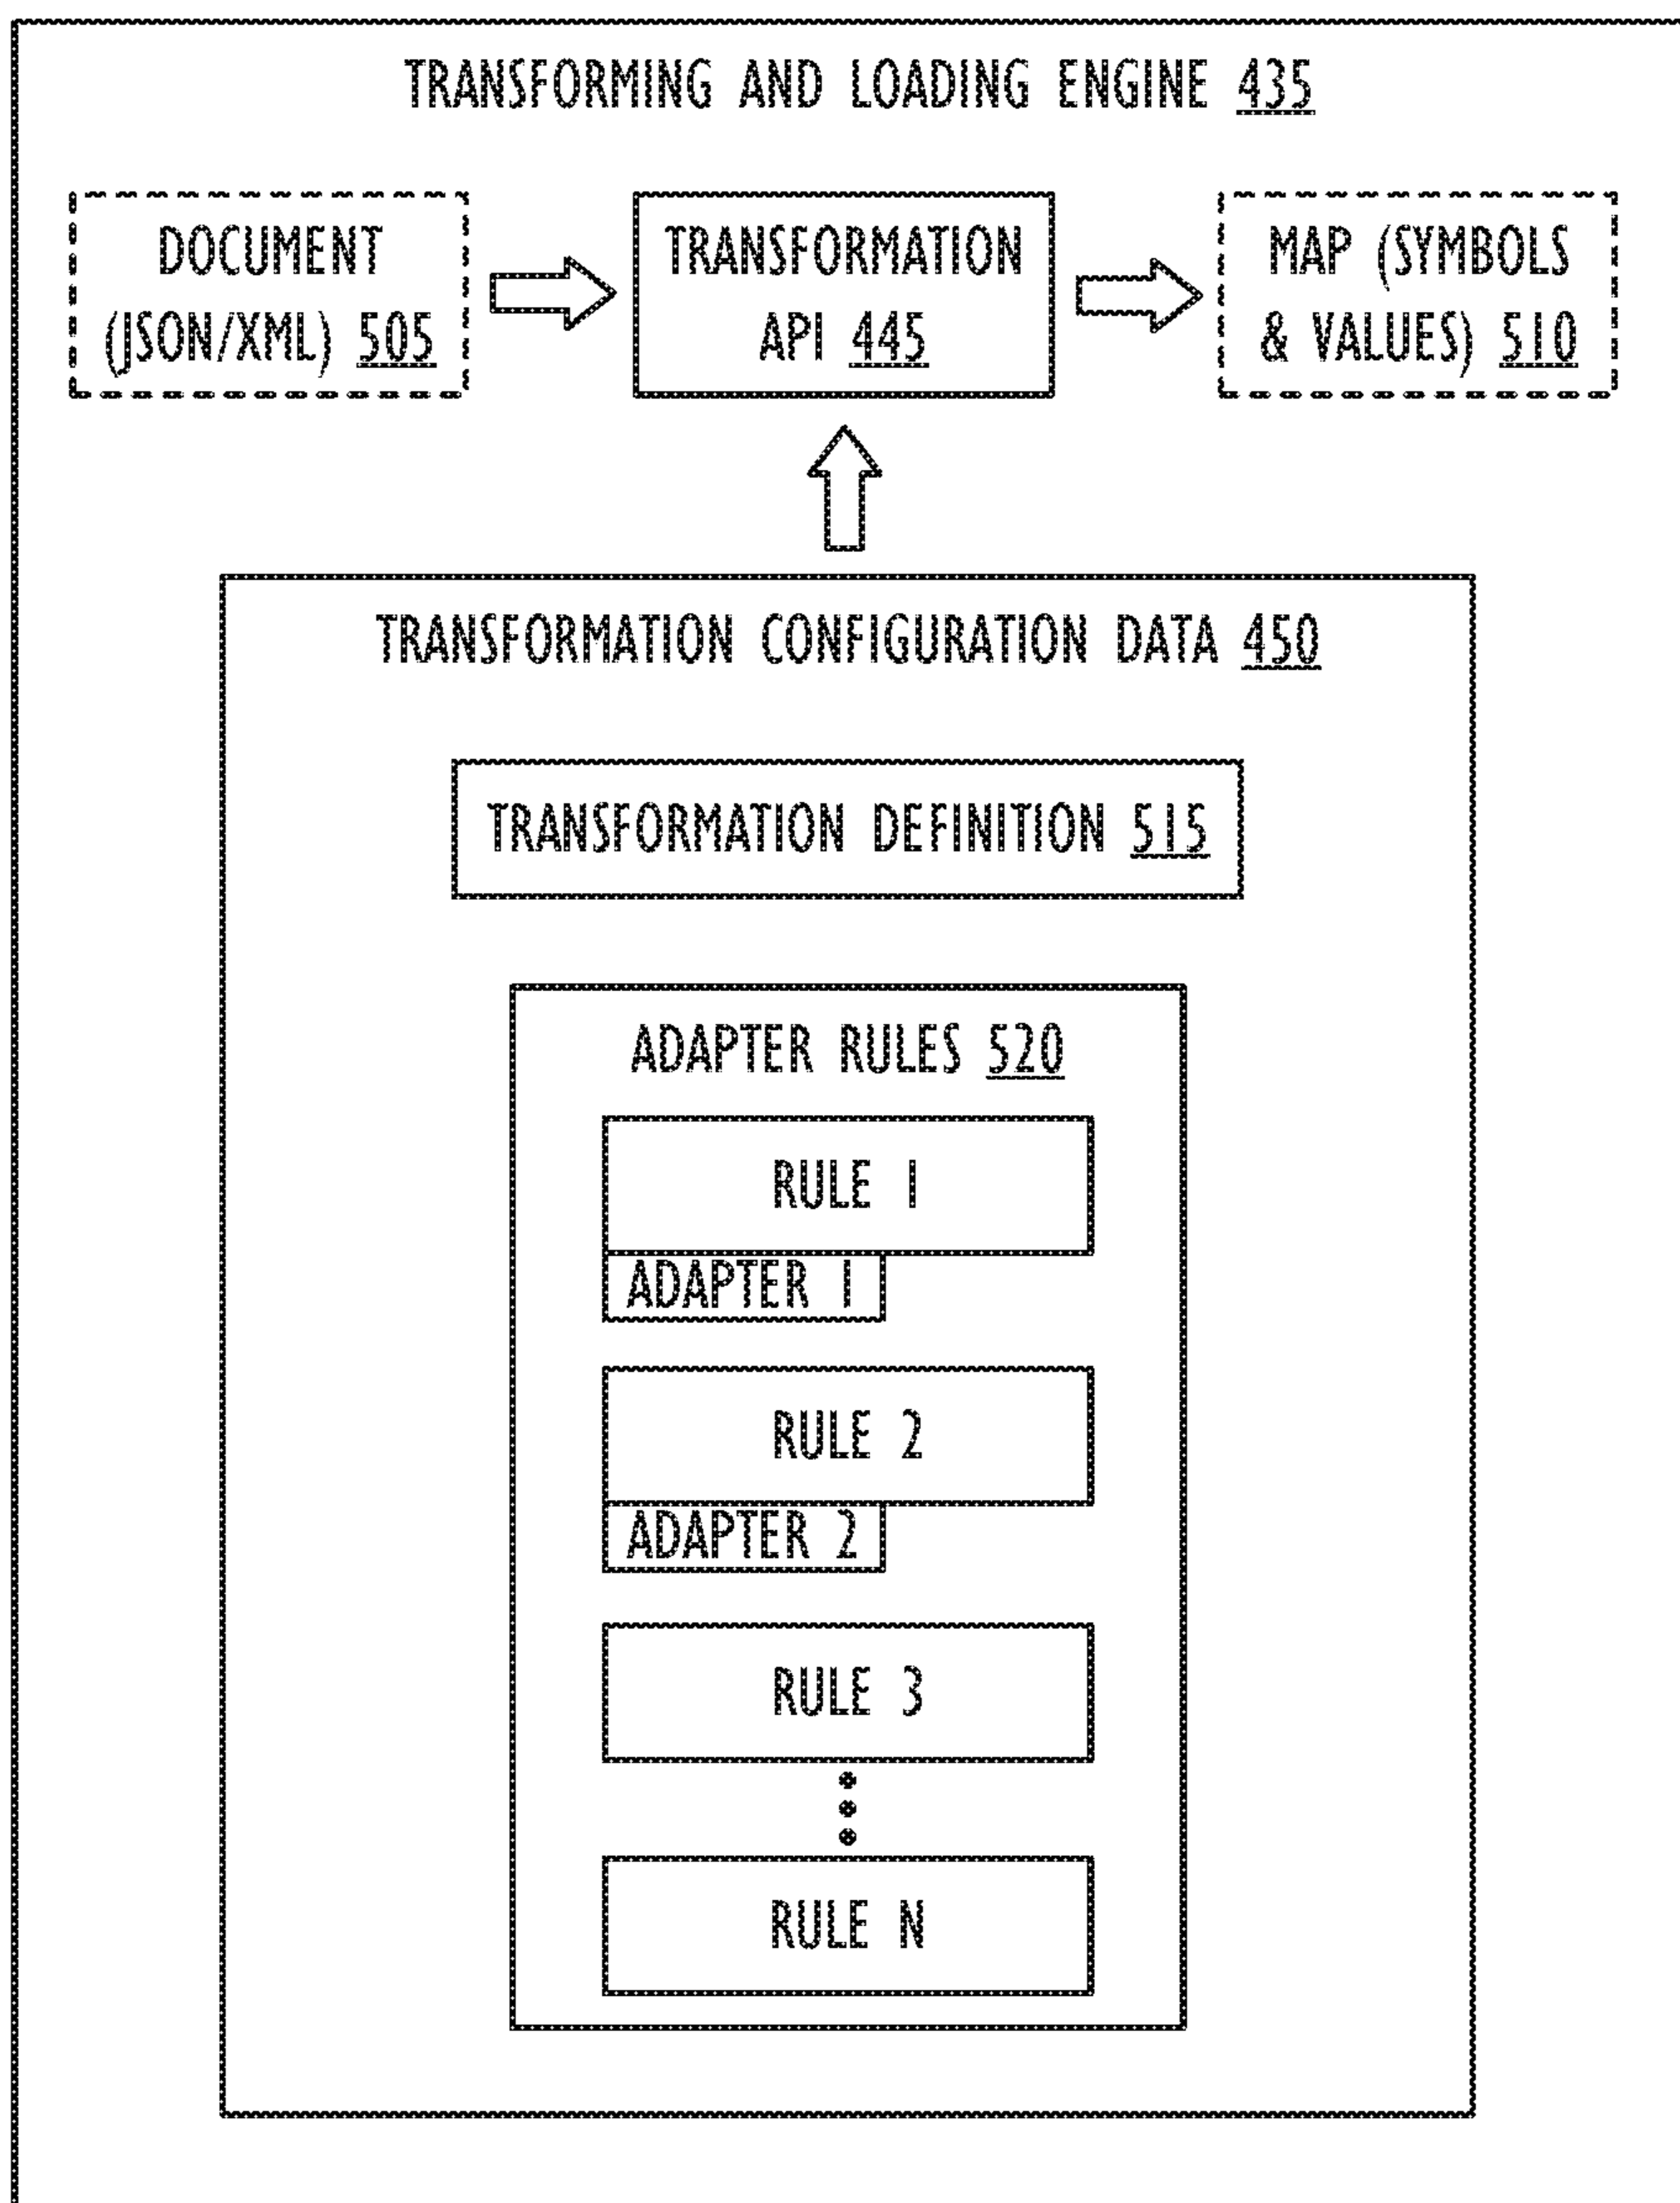 TRANSFORMING AND LOADING ENGINE 435
DOCUMENT
(JSON/XML) 505
TRANSFORMATION
API 445
MAP (SYMBOLS
& VALUES) 510
TRANSFORMATION CONFIGURATION DATA 450
TRANSFORMATION DEFINITION 515
ADAPTER RULES 520
RULE 1
ADAPTER 1
RULE 2
ADAPTER 2
RULE 3
RULE N